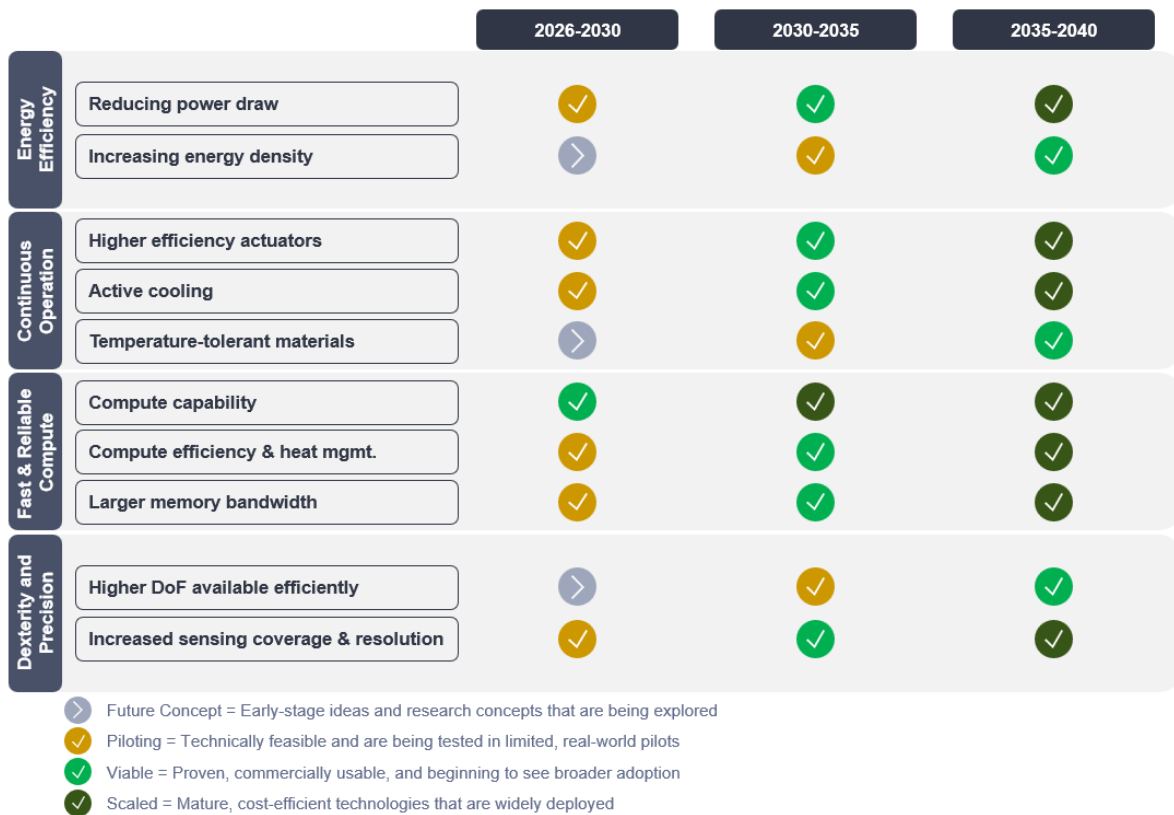 2026-2030 2030-2035 2035-2040
Energy
Efficiency
Reducing power draw
Increasing energy density
Continuous
Operation
Higher efficiency actuators
Active cooling
Temperature-tolerant materials
Fast & Reliable
Compute
Compute capability
Compute efficiency & heat mgmt.
Larger memory bandwidth
Dexterity and
Precision
Higher DoF available efficiently
Increased sensing coverage & resolution
Future Concept = Early-stage ideas and research concepts that are being explored
Piloting = Technically feasible and are being tested in limited, real-world pilots
Viable = Proven, commercially usable, and beginning to see broader adoption
Scaled = Mature, cost-efficient technologies that are widely deployed